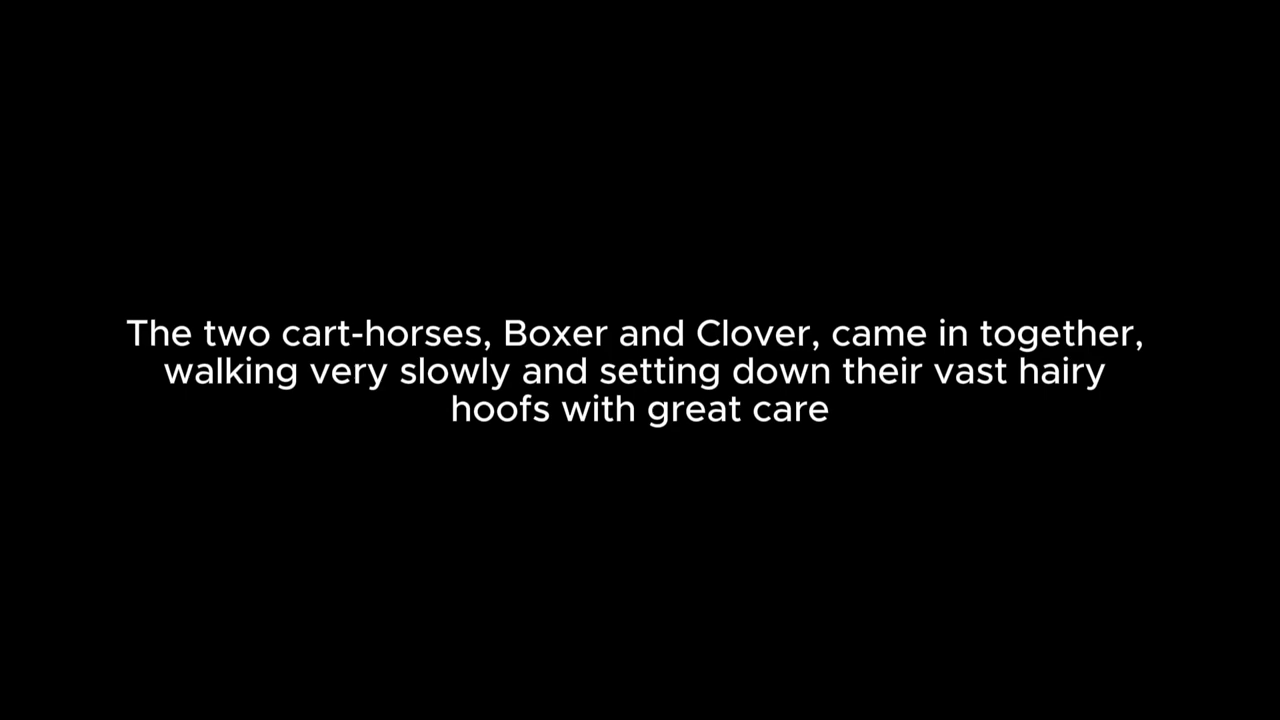 The two cart-horses, Boxer and Clover, came in together,
walking very slowly and setting down their vast hairy
hoofs with great care